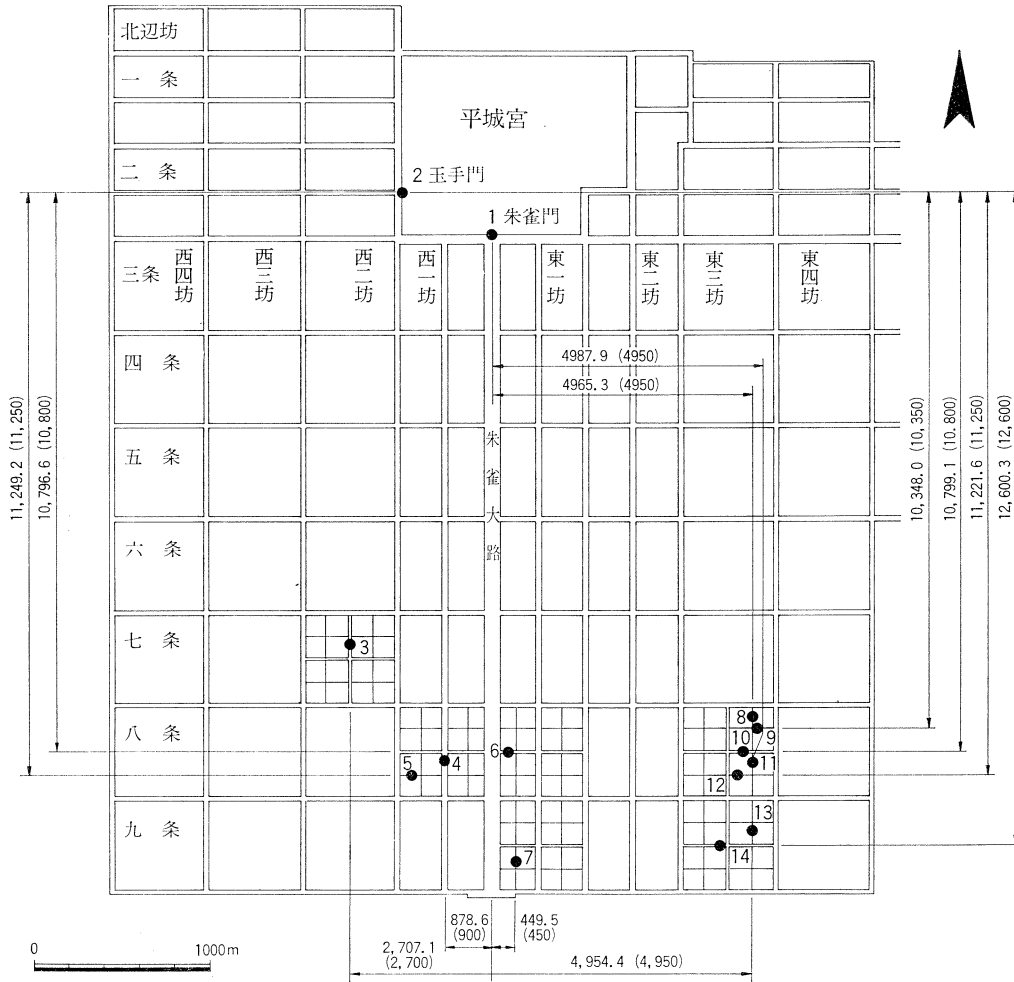 北辺坊
一条
平城宮
二条
2 玉手門
1 朱雀門
三条
西四坊
西三坊
西二坊
西一坊
東一坊
東二坊
東三坊
東四坊
四条
4987.9 (4950)
4965.3 (4950)
朱雀大路
五条
六条
七条
八条
九条
11,249.2 (11,250)
10,796.6 (10,800)
10,348.0 (10,350)
10,799.1 (10.800)
11,221.6 (11,250)
12,600.3 (12,600)
3
8
9
10
6
5
4
11
12
13
7
14
878.6
(900)
449.5
(450)
2,707.1
(2,700)
4,954.4 (4,950)
0
1000m